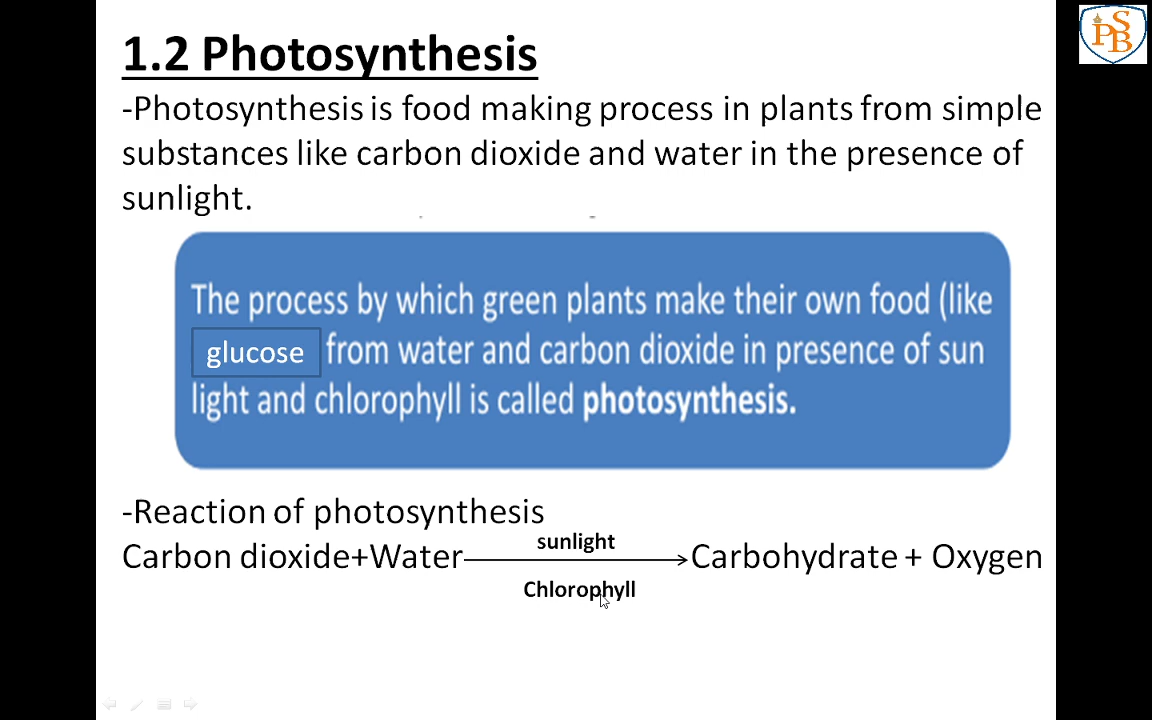 1.2 Photosynthesis
-Photosynthesis is food making process in plants from simple
substances like carbon dioxide and water in the presence of
sunlight.
The process by which green plants make their own food (like
glucose from water and carbon dioxide in presence of sun
light and chlorophyll is called photosynthesis.
-Reaction of photosynthesis
sunlight
Carbon dioxide+Water Carbohydrate + Oxygen
Chlorophyll
PSB